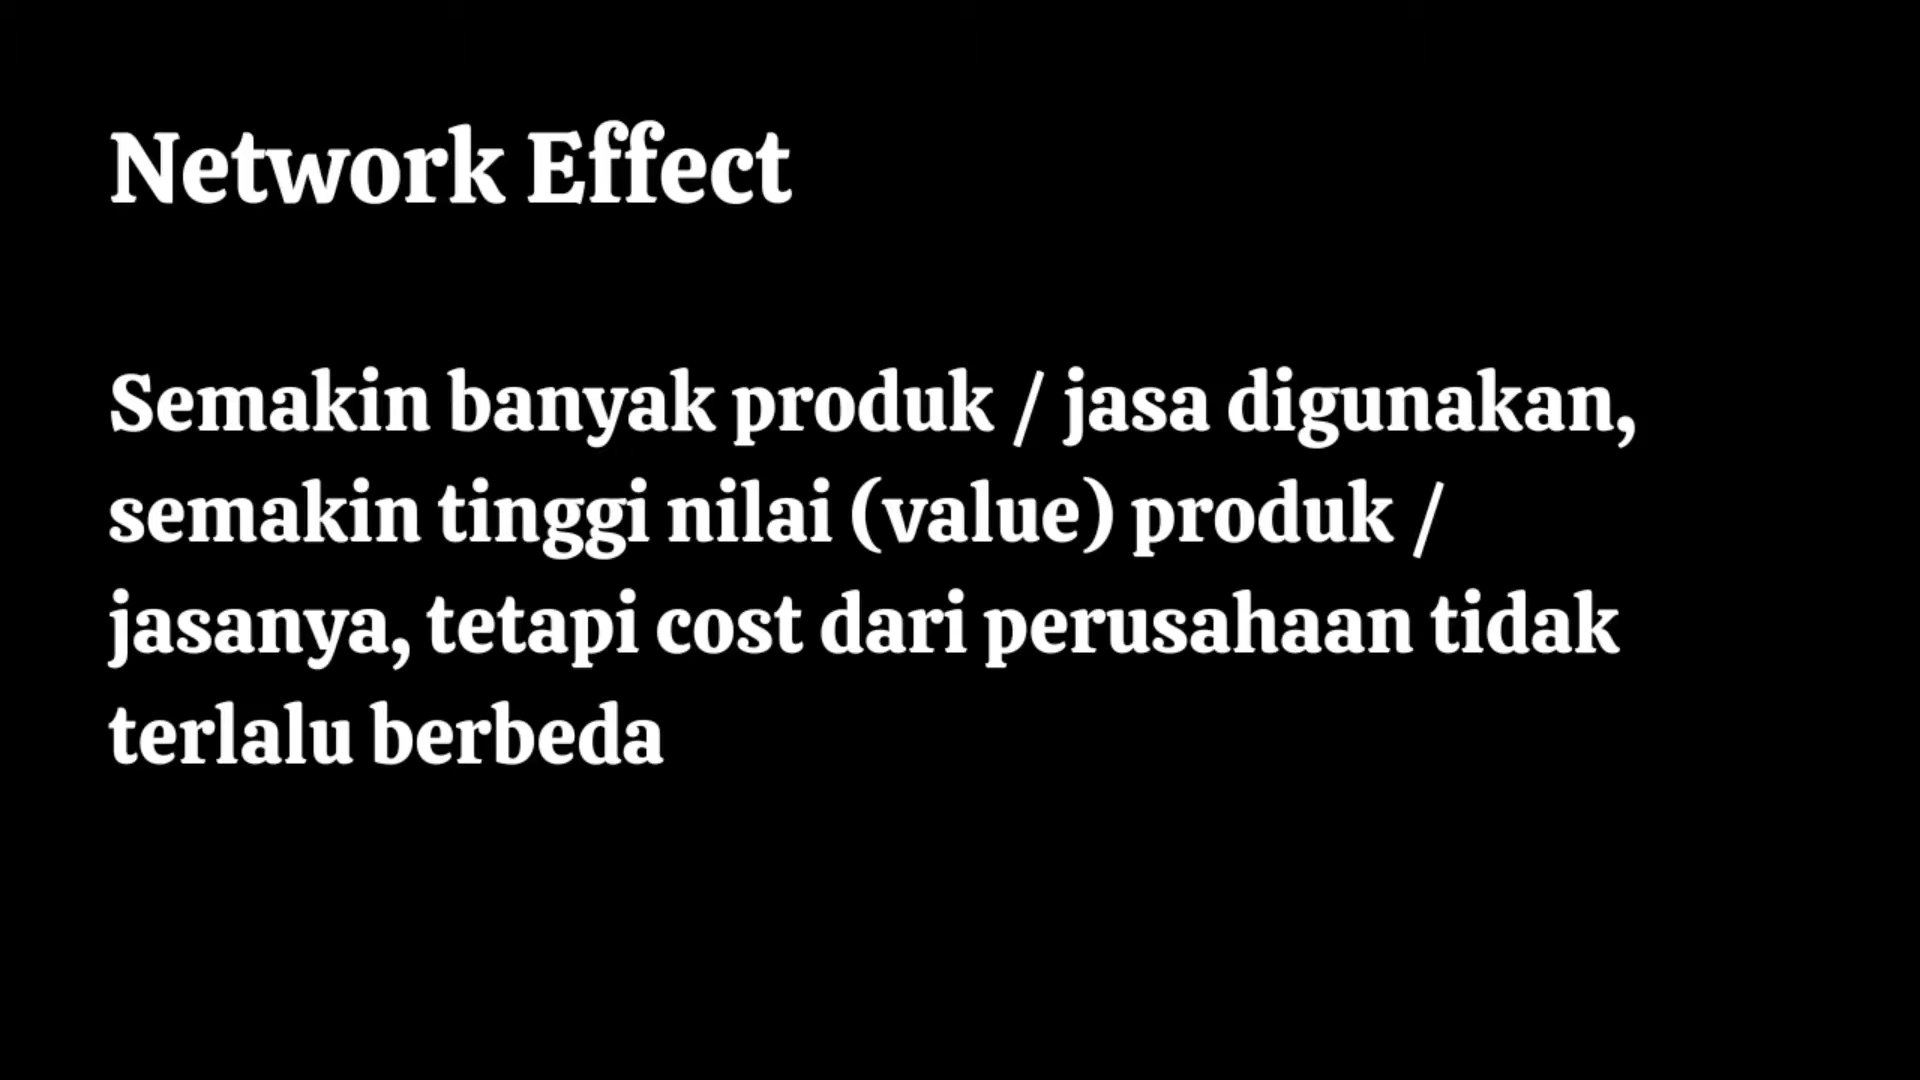 Network Effect
Semakin banyak produk / jasa digunakan,
semakin tinggi nilai (value) produk /
jasanya, tetapi cost dari perusahaan tidak
terlalu berbeda